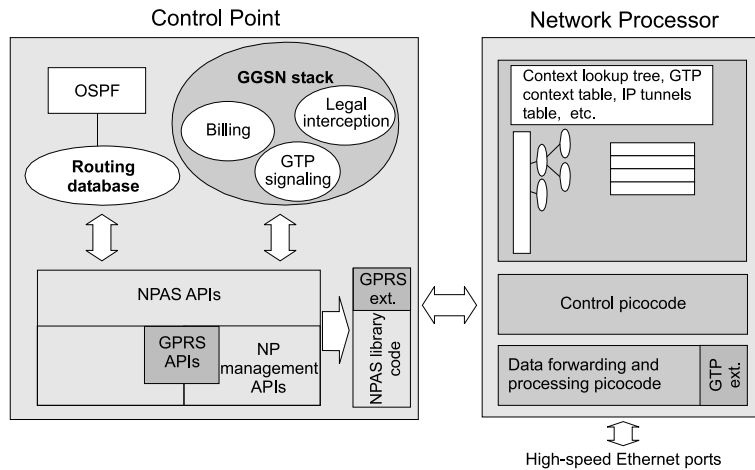 Control Point
Network Processor
OSPF
Routing
database
GGSN stack
Billing
Legal
interception
GTP
signaling
NPAS APIs
GPRS
APIs
NP
management
APIs
GPRS
ext.
NPAS library
code
Context lookup tree, GTP
context table, IP tunnels
table, etc.
Control picocode
Data forwarding and
processing picocode
GTP
ext.
High-speed Ethernet ports